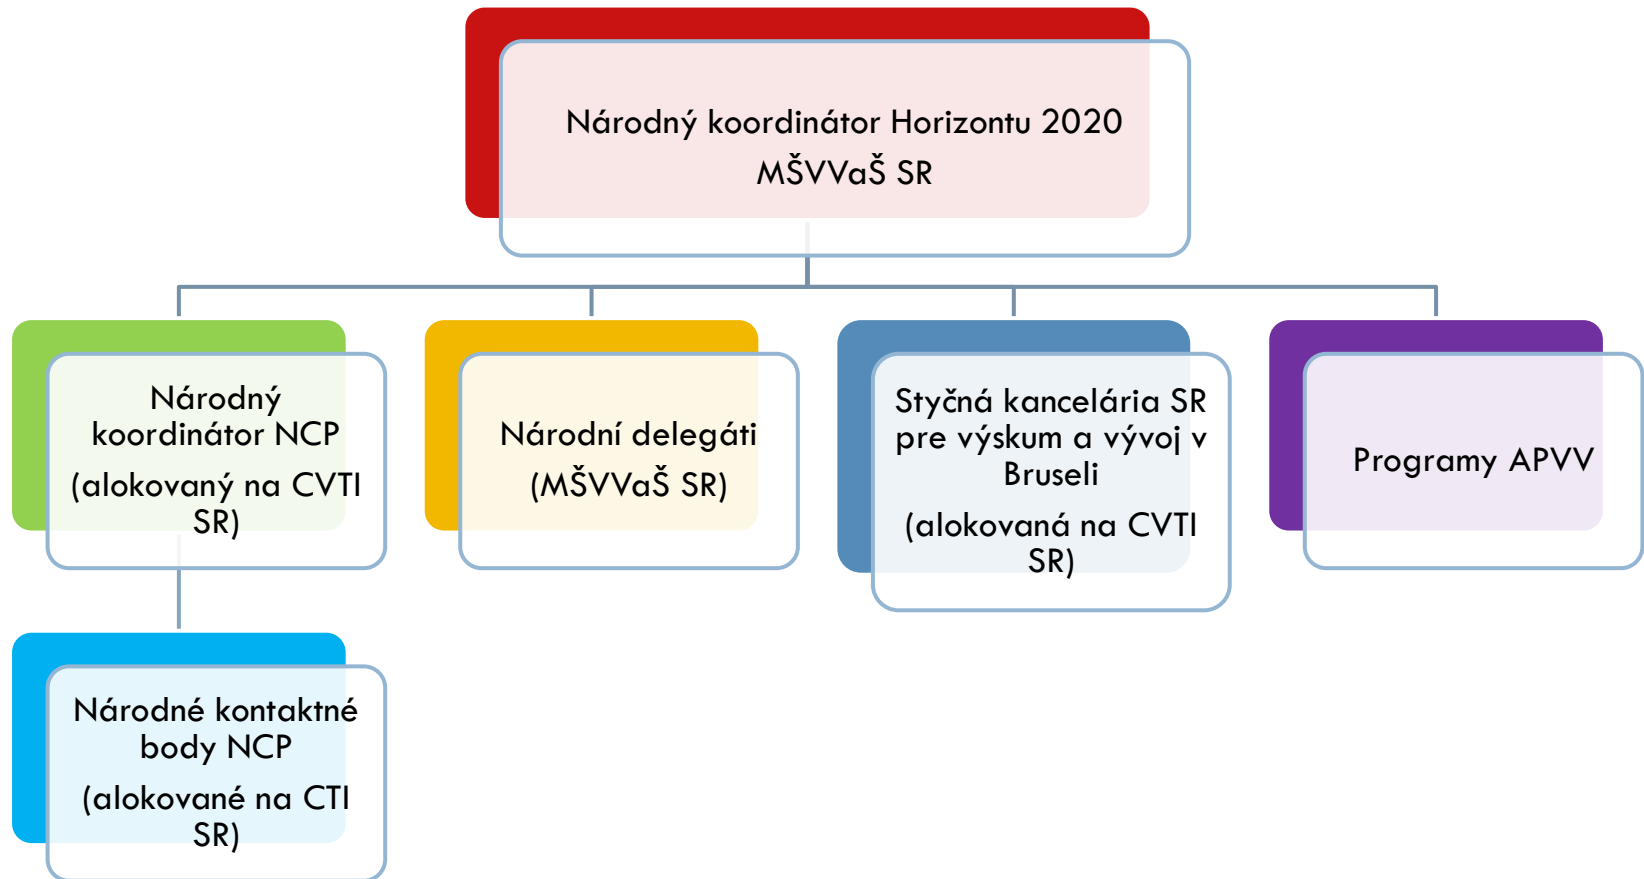 Národný koordinátor Horizontu 2020
MŠVVaŠ SR
Národný
koordinátor NCP
(alokovaný na CVTI
SR)
Národní delegáti
(MŠVVaŠ SR)
Styčná kancelária SR
pre výskum a vývoj v
Bruseli
(alokovaná na CVTI
SR)
Programy APVV
Národné kontaktné
body NCP
(alokované na CTI
SR)